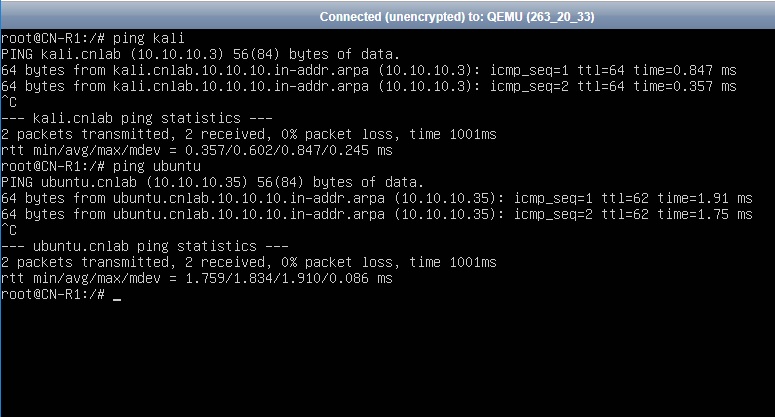 Connected (unencrypted) to: QEMU (263_20_33)
root@CN-R1:/# ping kali
PING kali.cnlab (10.10.10.3) 56(84) bytes of data.
64 bytes from kali.cnlab.10.10.10.in-addr.arpa (10.10.10.3): icmp_seq=1 ttl=64 time=0.847 ms
64 bytes from kali.cnlab.10.10.10.in-addr.arpa (10.10.10.3): icmp_seq=2 ttl=64 time=0.357 ms
^C
--- kali.cnlab ping statistics ---
2 packets transmitted, 2 received, 0% packet loss, time 1001ms
rtt min/avg/max/mdev = 0.357/0.602/0.847/0.245 ms
root@CN-R1:/# ping ubuntu
PING ubuntu.cnlab (10.10.10.35) 56(84) bytes of data.
64 bytes from ubuntu.cnlab.10.10.10.in-addr.arpa (10.10.10.35): icmp_seq=1 ttl=62 time=1.91 ms
64 bytes from ubuntu.cnlab.10.10.10.in-addr.arpa (10.10.10.35): icmp_seq=2 ttl=62 time=1.75 ms
^C
--- ubuntu.cnlab ping statistics ---
2 packets transmitted, 2 received, 0% packet loss, time 1001ms
rtt min/avg/max/mdev = 1.759/1.834/1.910/0.086 ms
root@CN-R1:/# _